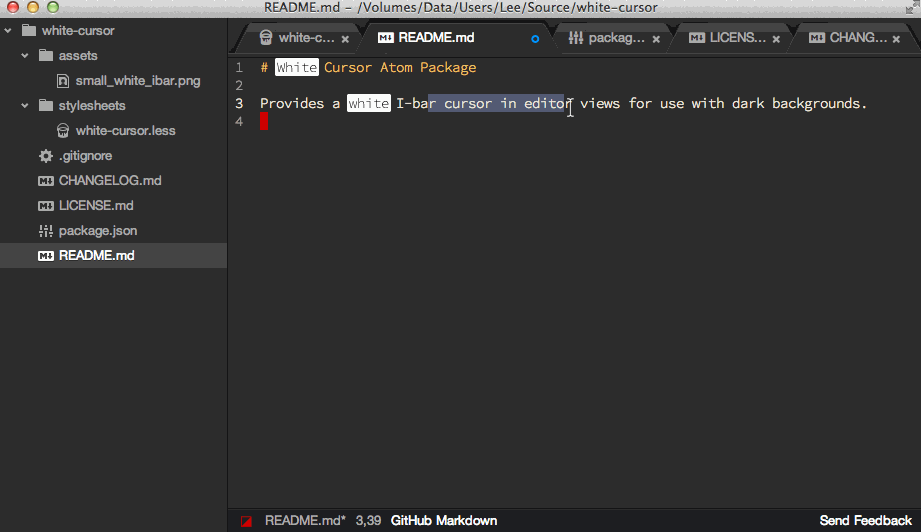 README.md - /Volumes/Data/Users/Lee/Source/white-cursor
white-cursor
assets
small_white_ibar.png
stylesheets
white-cursor.less
.gitignore
CHANGELOG.md
LICENSE.md
package.json
README.md
white-c... × README.md packag... × LICENS... × CHANG... ×
1 # White Cursor Atom Package
2
3 Provides a white I-bar cursor in editor views for use with dark backgrounds.
4
README.md* 3,39 GitHub Markdown Send Feedback